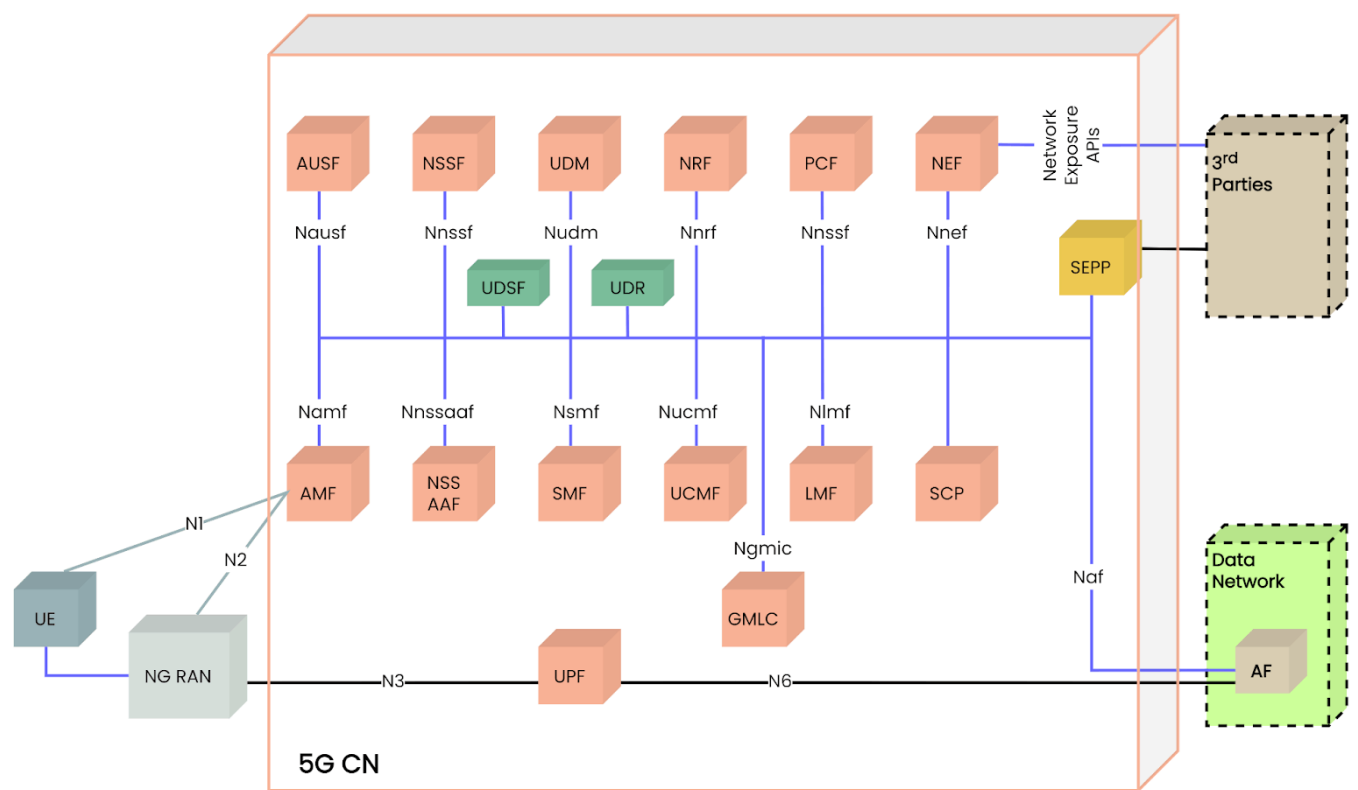 AUSF
NSSF
UDM
NRF
PCF
NEF
Network
Exposure
APIs
3rd
Parties
Nausf
Nnssf
Nudm
Nnrf
Nnssf
Nnef
SEPP
UDSF
UDR
Namf
Nnssaaf
Nsmf
Nucmf
Nlmf
AMF
NSS
AAF
SMF
UCMF
LMF
SCP
N1
N2
Ngmic
Naf
Data
Network
UE
GMLC
NG RAN
N3
UPF
N6
AF
5G CN